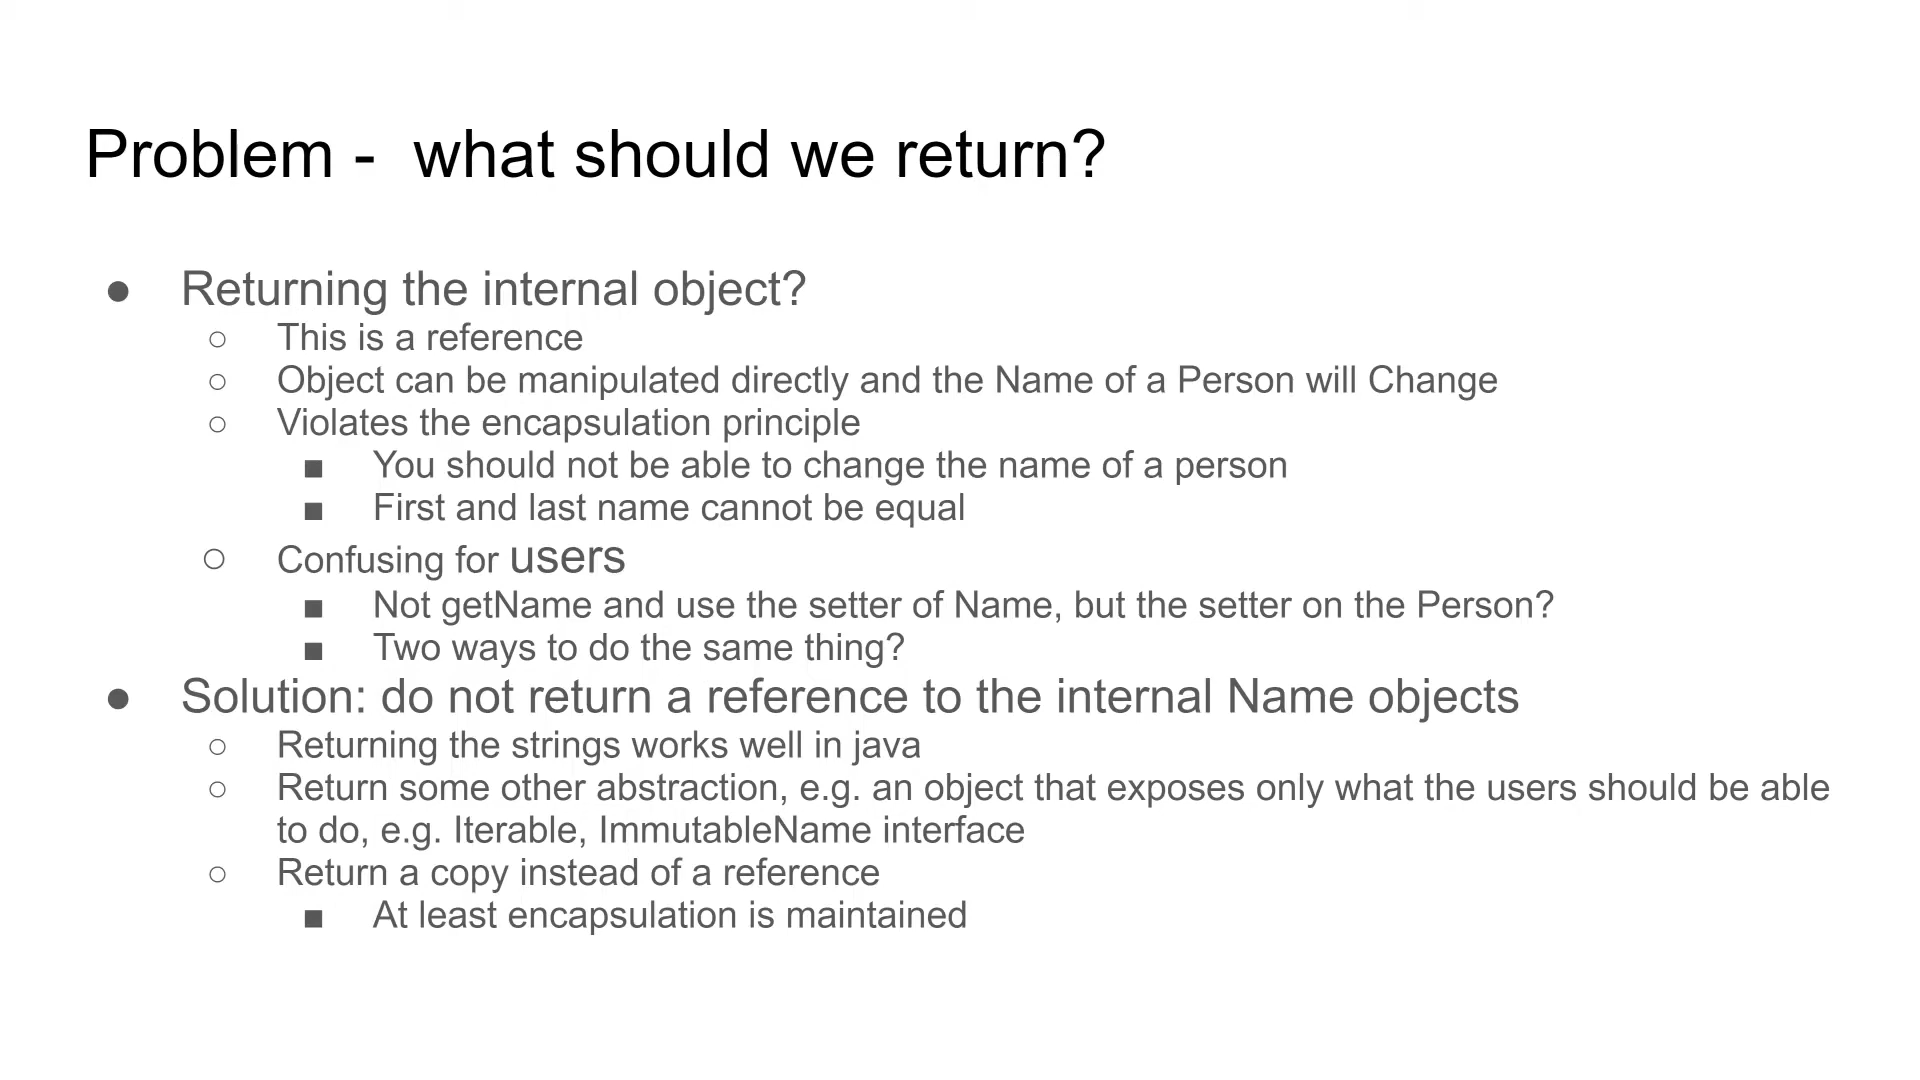 Problem -  what should we return?
● Returning the internal object?
○ This is a reference
○ Object can be manipulated directly and the Name of a Person will Change
○ Violates the encapsulation principle
■ You should not be able to change the name of a person
■ First and last name cannot be equal
○ Confusing for users
■ Not getName and use the setter of Name, but the setter on the Person?
■ Two ways to do the same thing?
● Solution: do not return a reference to the internal Name objects
○ Returning the strings works well in java
○ Return some other abstraction, e.g. an object that exposes only what the users should be able
to do, e.g. Iterable, ImmutableName interface
○ Return a copy instead of a reference
■ At least encapsulation is maintained